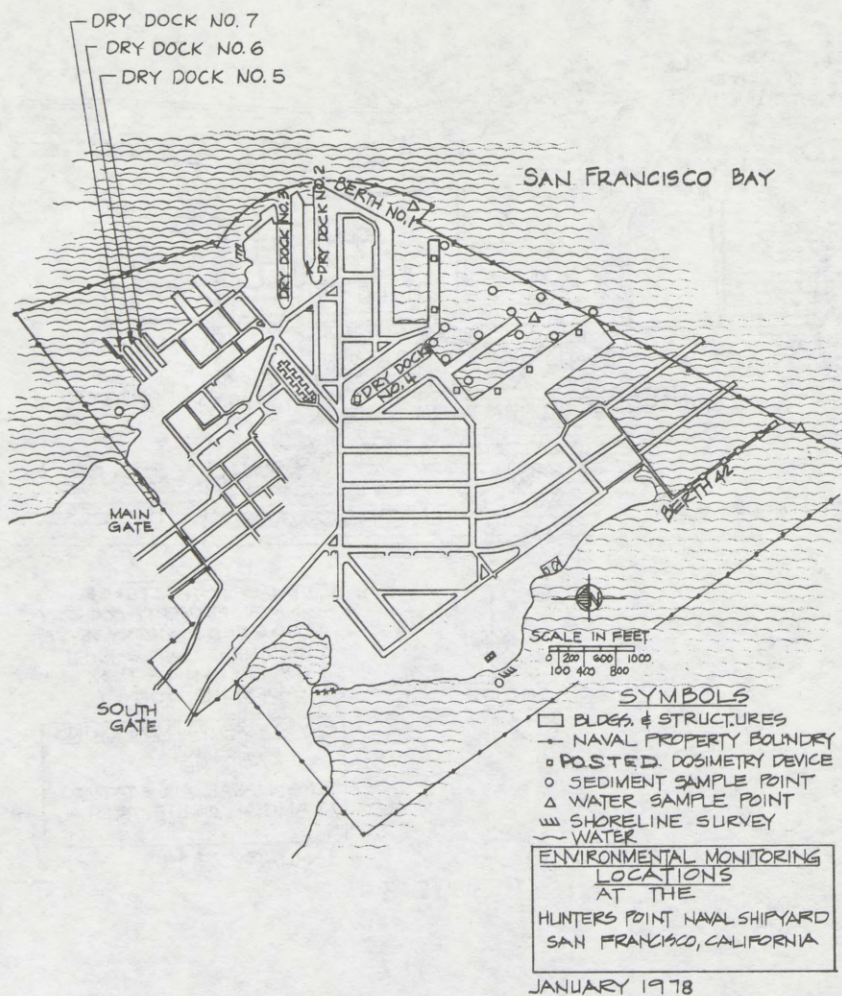 DRY DOCK NO. 7
DRY DOCK NO. 6
DRY DOCK NO. 5
SAN FRANCISCO BAY
BERTH NO. 1
DRY DOCK NO. 3
DRY DOCK NO. 2
DRY DOCK
NO. 4
BERTH 42
MAIN
GATE
SOUTH
GATE
N
SCALE IN FEET
0 200 600 1000
100 400 800
SYMBOLS
BLDGS. & STRUCTURES
NAVAL PROPERTY BOUNDRY
POSTED. DOSIMETRY DEVICE
SEDIMENT SAMPLE POINT
WATER SAMPLE POINT
SHORELINE SURVEY
WATER
ENVIRONMENTAL MONITORING
LOCATIONS
AT THE
HUNTERS POINT NAVAL SHIPYARD
SAN FRANCISCO, CALIFORNIA
JANUARY 1978